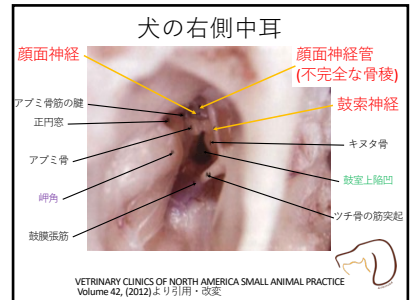 犬の右側中耳
顔面神経
顔面神経管
(不完全な骨稜)
アブミ骨筋の腱
鼓索神経
正円窓
キヌタ骨
アブミ骨
鼓室上陥凹
岬角
ツチ骨の筋突起
鼓膜張筋
VETRINARY CLINICS OF NORTH AMERICA SMALL ANIMAL PRACTICE
Volume 42, (2012)より引用・改変